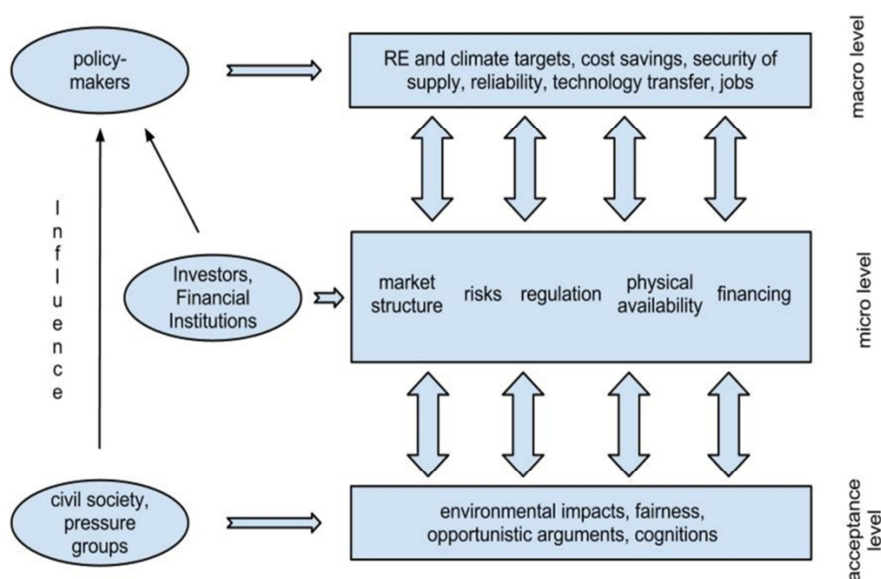 policy-
makers
RE and climate targets, cost savings, security of
supply, reliability, technology transfer, jobs
macro level
Influence
Investors,
Financial
Institutions
market
structure
risks
regulation
physical
availability
financing
micro level
civil society,
pressure
groups
environmental impacts, fairness,
opportunistic arguments, cognitions
acceptance
level